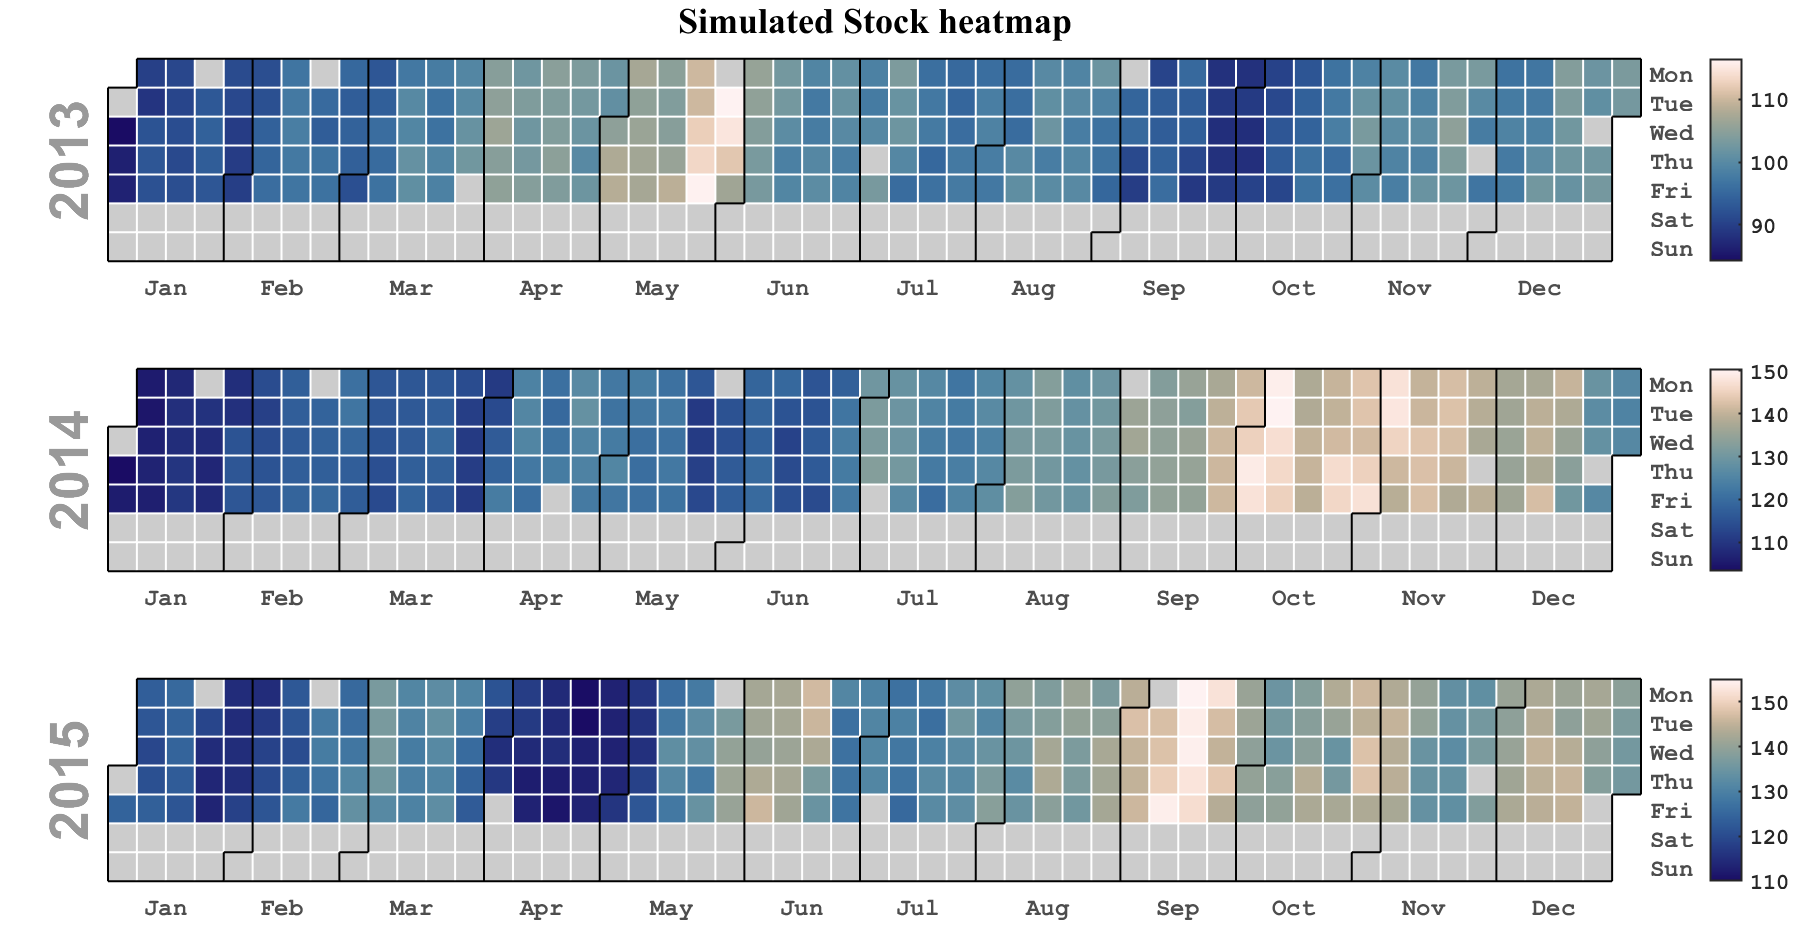 Simulated Stock heatmap
2013
Mon
Tue
Wed
Thu
Fri
Sat
Sun
110
100
90
Jan Feb Mar Apr May Jun Jul Aug Sep Oct Nov Dec
2014
Mon
Tue
Wed
Thu
Fri
Sat
Sun
150
140
130
120
110
Jan Feb Mar Apr May Jun Jul Aug Sep Oct Nov Dec
2015
Mon
Tue
Wed
Thu
Fri
Sat
Sun
150
140
130
120
110
Jan Feb Mar Apr May Jun Jul Aug Sep Oct Nov Dec